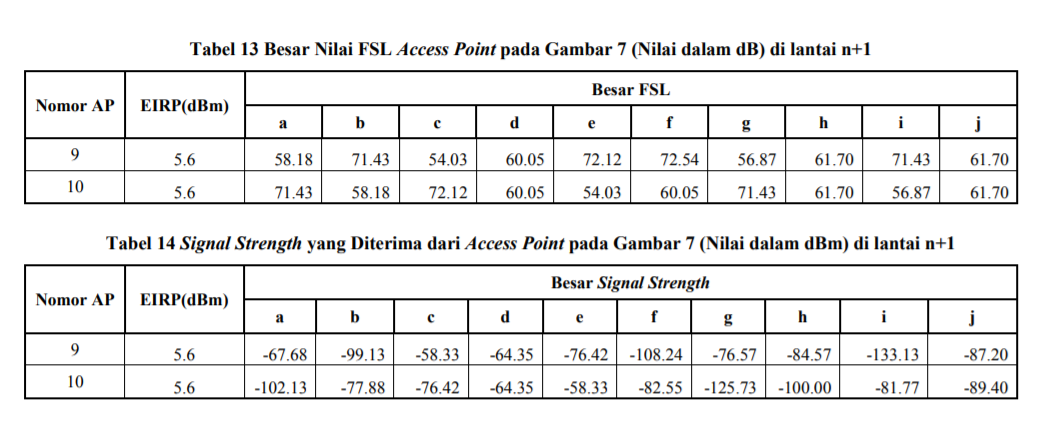 Tabel 13 Besar Nilai FSL Access Point pada Gambar 7 (Nilai dalam dB) di lantai n+1
Nomor AP EIRP(dBm) Besar FSL
a b c d e f g h i j
9 5.6 58.18 71.43 54.03 60.05 72.12 72.54 56.87 61.70 71.43 61.70
10 5.6 71.43 58.18 72.12 60.05 54.03 60.05 71.43 61.70 56.87 61.70
Tabel 14 Signal Strength yang Diterima dari Access Point pada Gambar 7 (Nilai dalam dBm) di lantai n+1
Nomor AP EIRP(dBm) Besar Signal Strength
a b c d e f g h i j
9 5.6 -67.68 -99.13 -58.33 -64.35 -76.42 -108.24 -76.57 -84.57 -133.13 -87.20
10 5.6 -102.13 -77.88 -76.42 -64.35 -58.33 -82.55 -125.73 -100.00 -81.77 -89.40